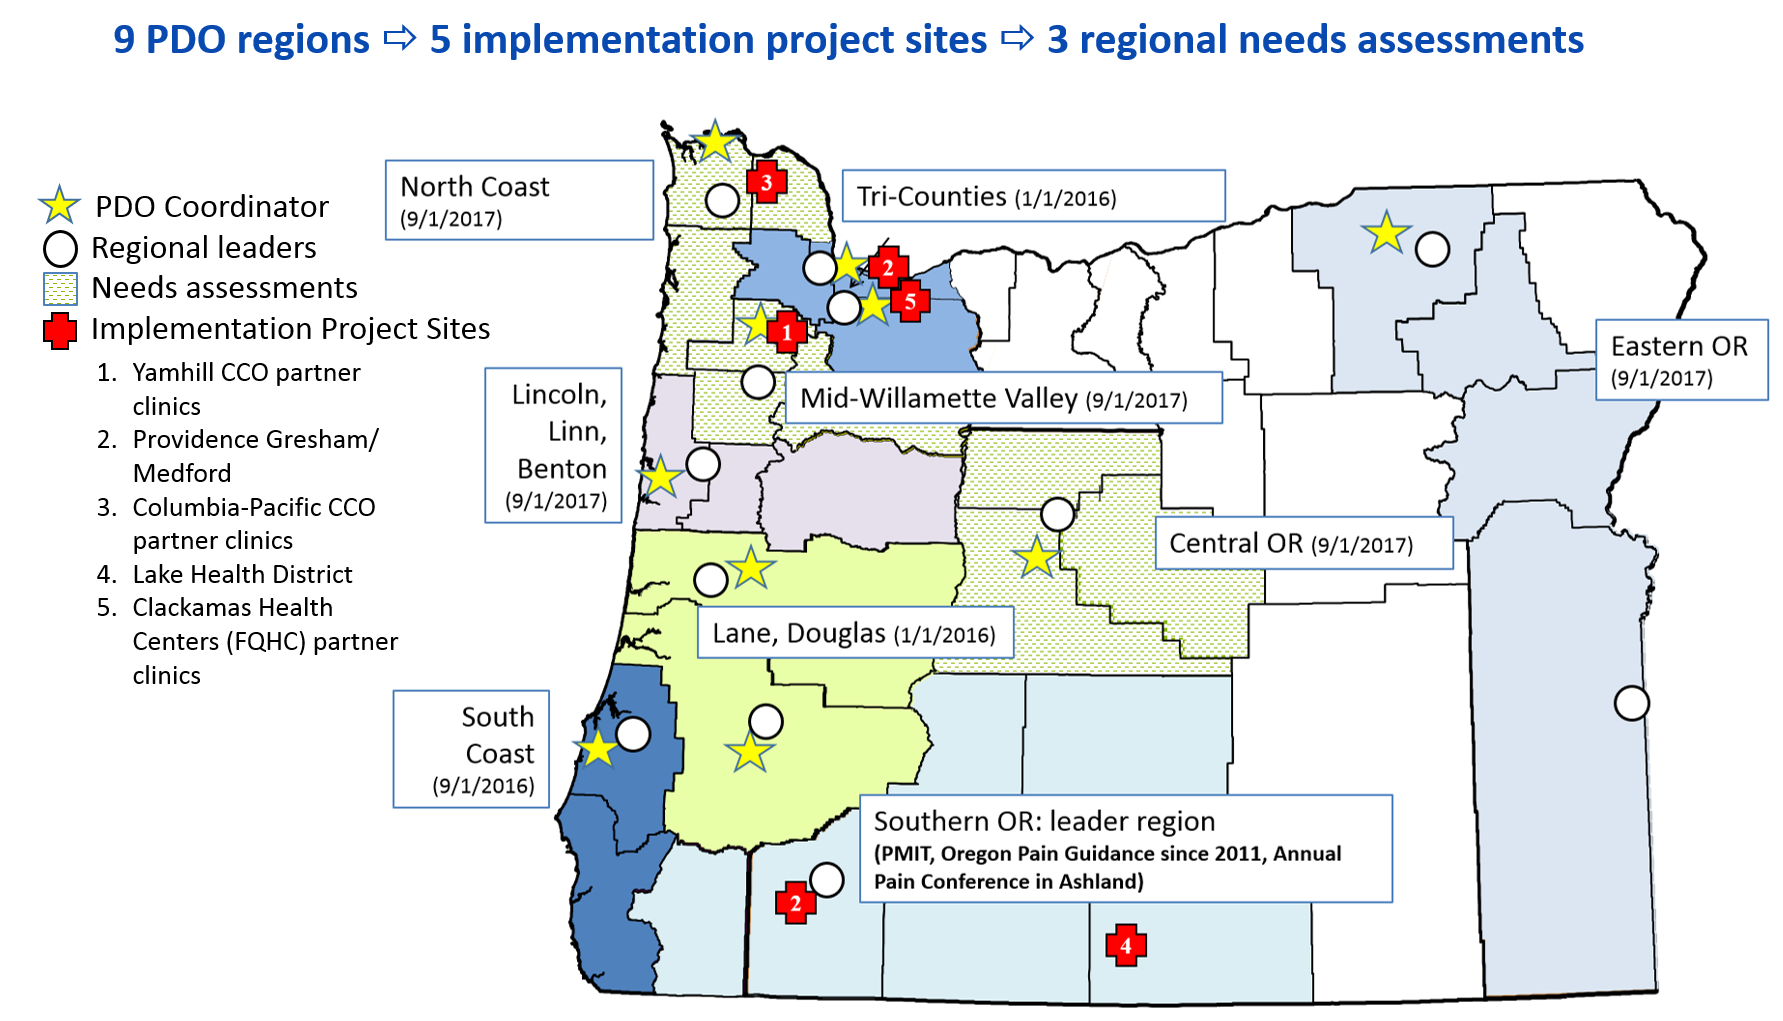 9 PDO regions ⇨ 5 implementation project sites ⇨ 3 regional needs assessments
PDO Coordinator
Regional leaders
Needs assessments
Implementation Project Sites
1. Yamhill CCO partner
clinics
2. Providence Gresham/
Medford
3. Columbia-Pacific CCO
partner clinics
4. Lake Health District
5. Clackamas Health
Centers (FQHC) partner
clinics
North Coast
(9/1/2017)
3
Tri-Counties (1/1/2016)
2
5
1
Eastern OR
(9/1/2017)
Lincoln,
Linn,
Benton
(9/1/2017)
Mid-Willamette Valley (9/1/2017)
Central OR (9/1/2017)
Lane, Douglas (1/1/2016)
South
Coast
(9/1/2016)
Southern OR: leader region
(PMIT, Oregon Pain Guidance since 2011, Annual
Pain Conference in Ashland)
2
4